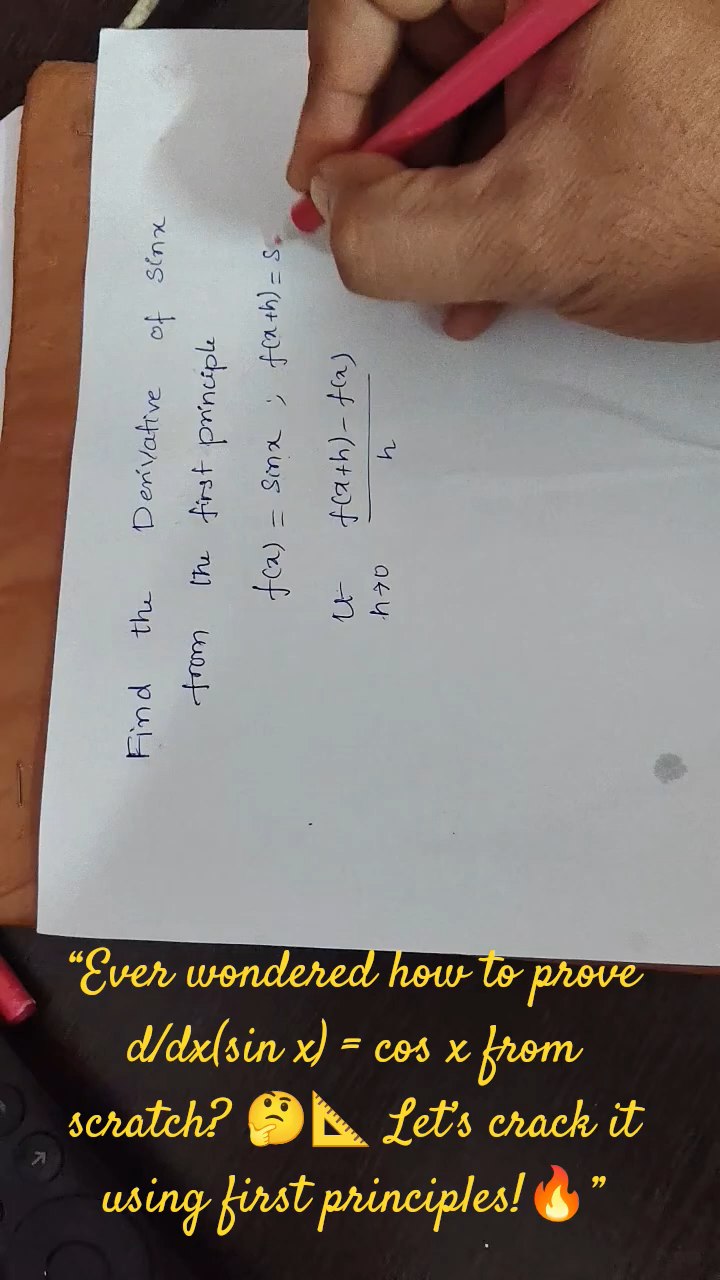 Find the Derivative of sinx
from the first principle
f(x) = sinx ; f(x+h) = s
lt f(x+h) - f(x)
h→0 h
“Ever wondered how to prove
d/dx(sin x) = cos x from
scratch? 🤔📐 Let's crack it
using first principles!🔥”